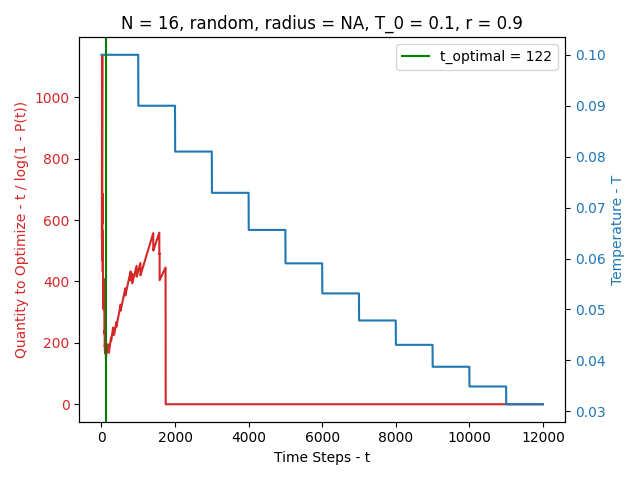 N = 16, random, radius = NA, T_0 = 0.1, r = 0.9
t_optimal = 122
Quantity to Optimize - t / log(1 - P(t))
1000
800
600
400
200
0
0.10
0.09
0.08
0.07
0.06
0.05
0.04
0.03
Temperature - T
0 2000 4000 6000 8000 10000 12000
Time Steps - t